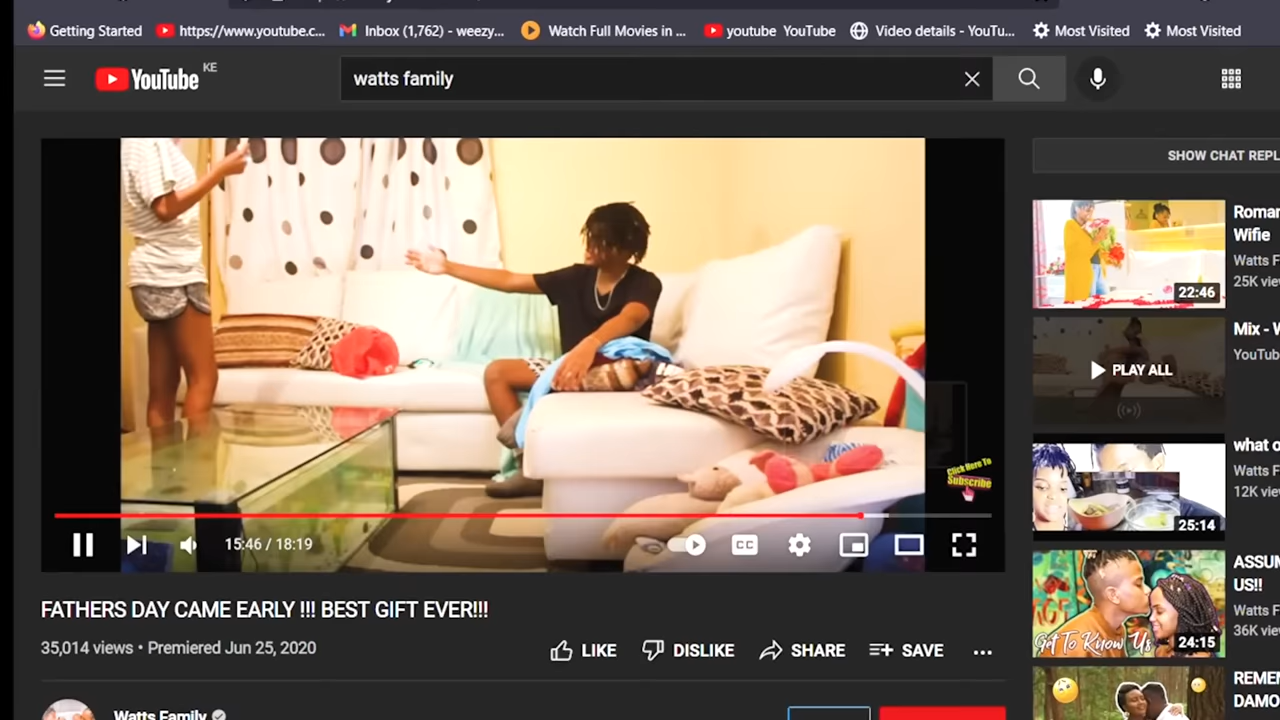 Getting Started
https://www.youtube.c...
Inbox (1,762) - weezy...
Watch Full Movies in ...
youtube YouTube
Video details - YouTu...
Most Visited
Most Visited
YouTube KE
watts family
SHOW CHAT REPL
Click Here To
Subscribe
15:46 / 18:19
CC
FATHERS DAY CAME EARLY !!! BEST GIFT EVER!!!
35,014 views • Premiered Jun 25, 2020
LIKE
DISLIKE
SHARE
SAVE
Watts Family
22:46
Roman
Wifie
Watts F
25K vie
PLAY ALL
Mix - W
YouTub
25:14
what o
Watts F
12K vie
Get To Know Us
24:15
ASSUM
US!!
Watts F
36K vie
REMEM
DAMO